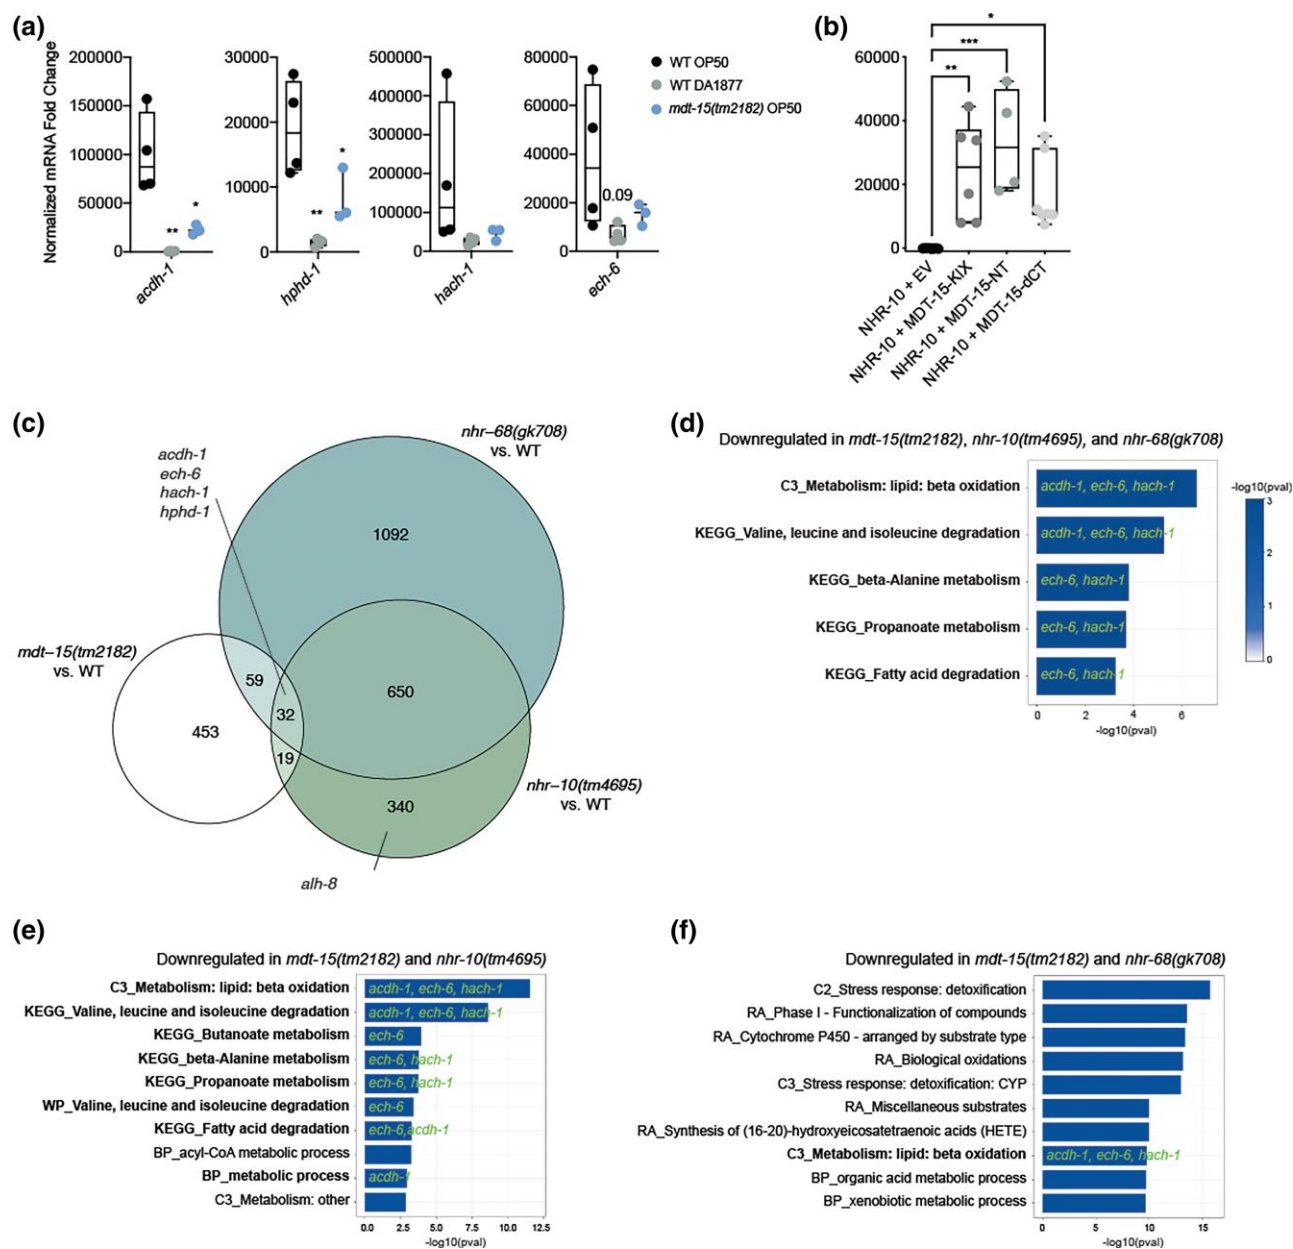 (a)
Normalized mRNA Fold Change
200000
150000
100000
50000
0
**
*
acdh-1
30000
20000
10000
0
**
*
hphd-1
500000
400000
300000
200000
100000
0
hach-1
80000
60000
40000
20000
0
0.09
ech-6
WT OP50
WT DA1877
mdt-15(tm2182) OP50
(b)
60000
40000
20000
0
*
***
**
NHR-10 + EV
NHR-10 + MDT-15-KIX
NHR-10 + MDT-15-NT
NHR-10 + MDT-15-dCT
(c)
acdh-1
ech-6
hach-1
hphd-1
nhr–68(gk708)
vs. WT
1092
mdt–15(tm2182)
vs. WT
59
650
32
453
19
nhr–10(tm4695)
vs. WT
340
alh-8
(d)
Downregulated in mdt-15(tm2182), nhr-10(tm4695), and nhr-68(gk708)
C3_Metabolism: lipid: beta oxidation
acdh-1, ech-6, hach-1
KEGG_Valine, leucine and isoleucine degradation
acdh-1, ech-6, hach-1
KEGG_beta-Alanine metabolism
ech-6, hach-1
KEGG_Propanoate metabolism
ech-6, hach-1
KEGG_Fatty acid degradation
ech-6, hach-1
0 2 4 6
-log10(pval)
-log10(pval)
3
2
1
0
(e)
Downregulated in mdt-15(tm2182) and nhr-10(tm4695)
C3_Metabolism: lipid: beta oxidation
acdh-1, ech-6, hach-1
KEGG_Valine, leucine and isoleucine degradation
acdh-1, ech-6, hach-1
KEGG_Butanoate metabolism
ech-6
KEGG_beta-Alanine metabolism
ech-6, hach-1
KEGG_Propanoate metabolism
ech-6, hach-1
WP_Valine, leucine and isoleucine degradation
ech-6
KEGG_Fatty acid degradation
ech-6,acdh-1
BP_acyl-CoA metabolic process
BP_metabolic process
acdh-1
C3_Metabolism: other
0.0 2.5 5.0 7.5 10.0 12.5
-log10(pval)
(f)
Downregulated in mdt-15(tm2182) and nhr-68(gk708)
C2_Stress response: detoxification
RA_Phase I - Functionalization of compounds
RA_Cytochrome P450 - arranged by substrate type
RA_Biological oxidations
C3_Stress response: detoxification: CYP
RA_Miscellaneous substrates
RA_Synthesis of (16-20)-hydroxyeicosatetraenoic acids (HETE)
C3_Metabolism: lipid: beta oxidation
acdh-1, ech-6, hach-1
BP_organic acid metabolic process
BP_xenobiotic metabolic process
0 5 10 15
-log10(pval)